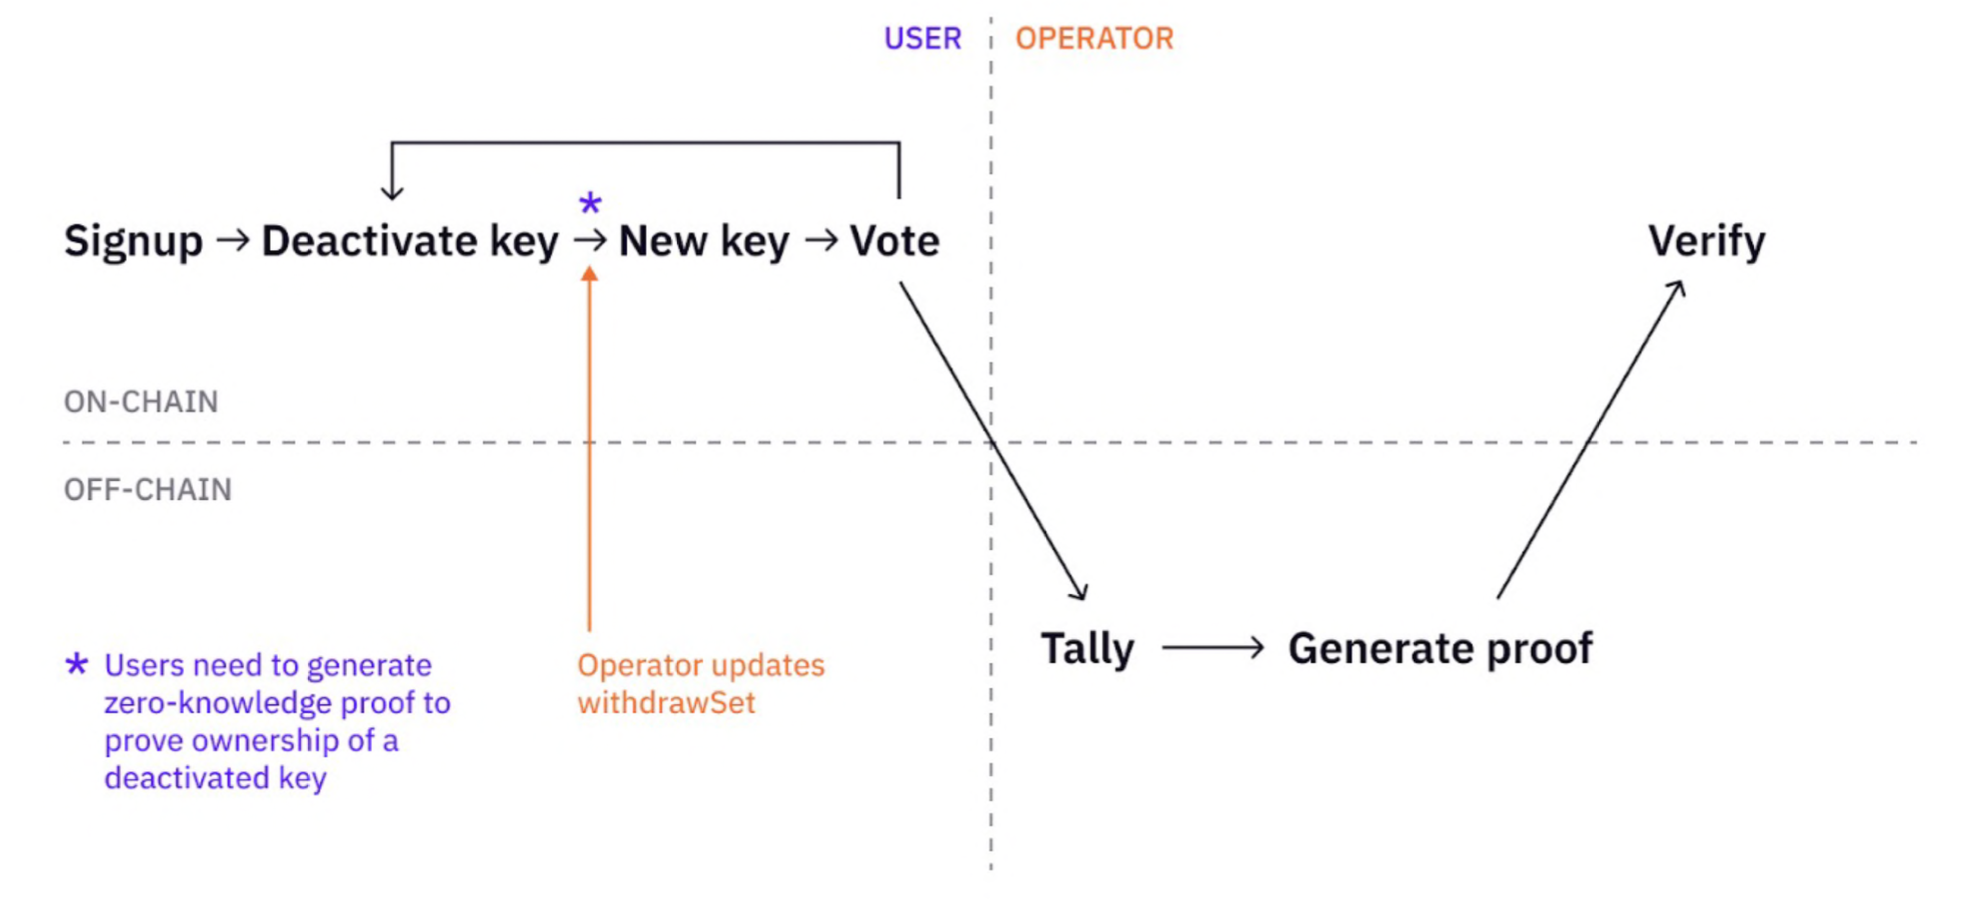 USER
OPERATOR
*
Signup → Deactivate key → New key → Vote
Verify
ON-CHAIN
OFF-CHAIN
Tally → Generate proof
* Users need to generate
zero-knowledge proof to
prove ownership of a
deactivated key
Operator updates
withdrawSet